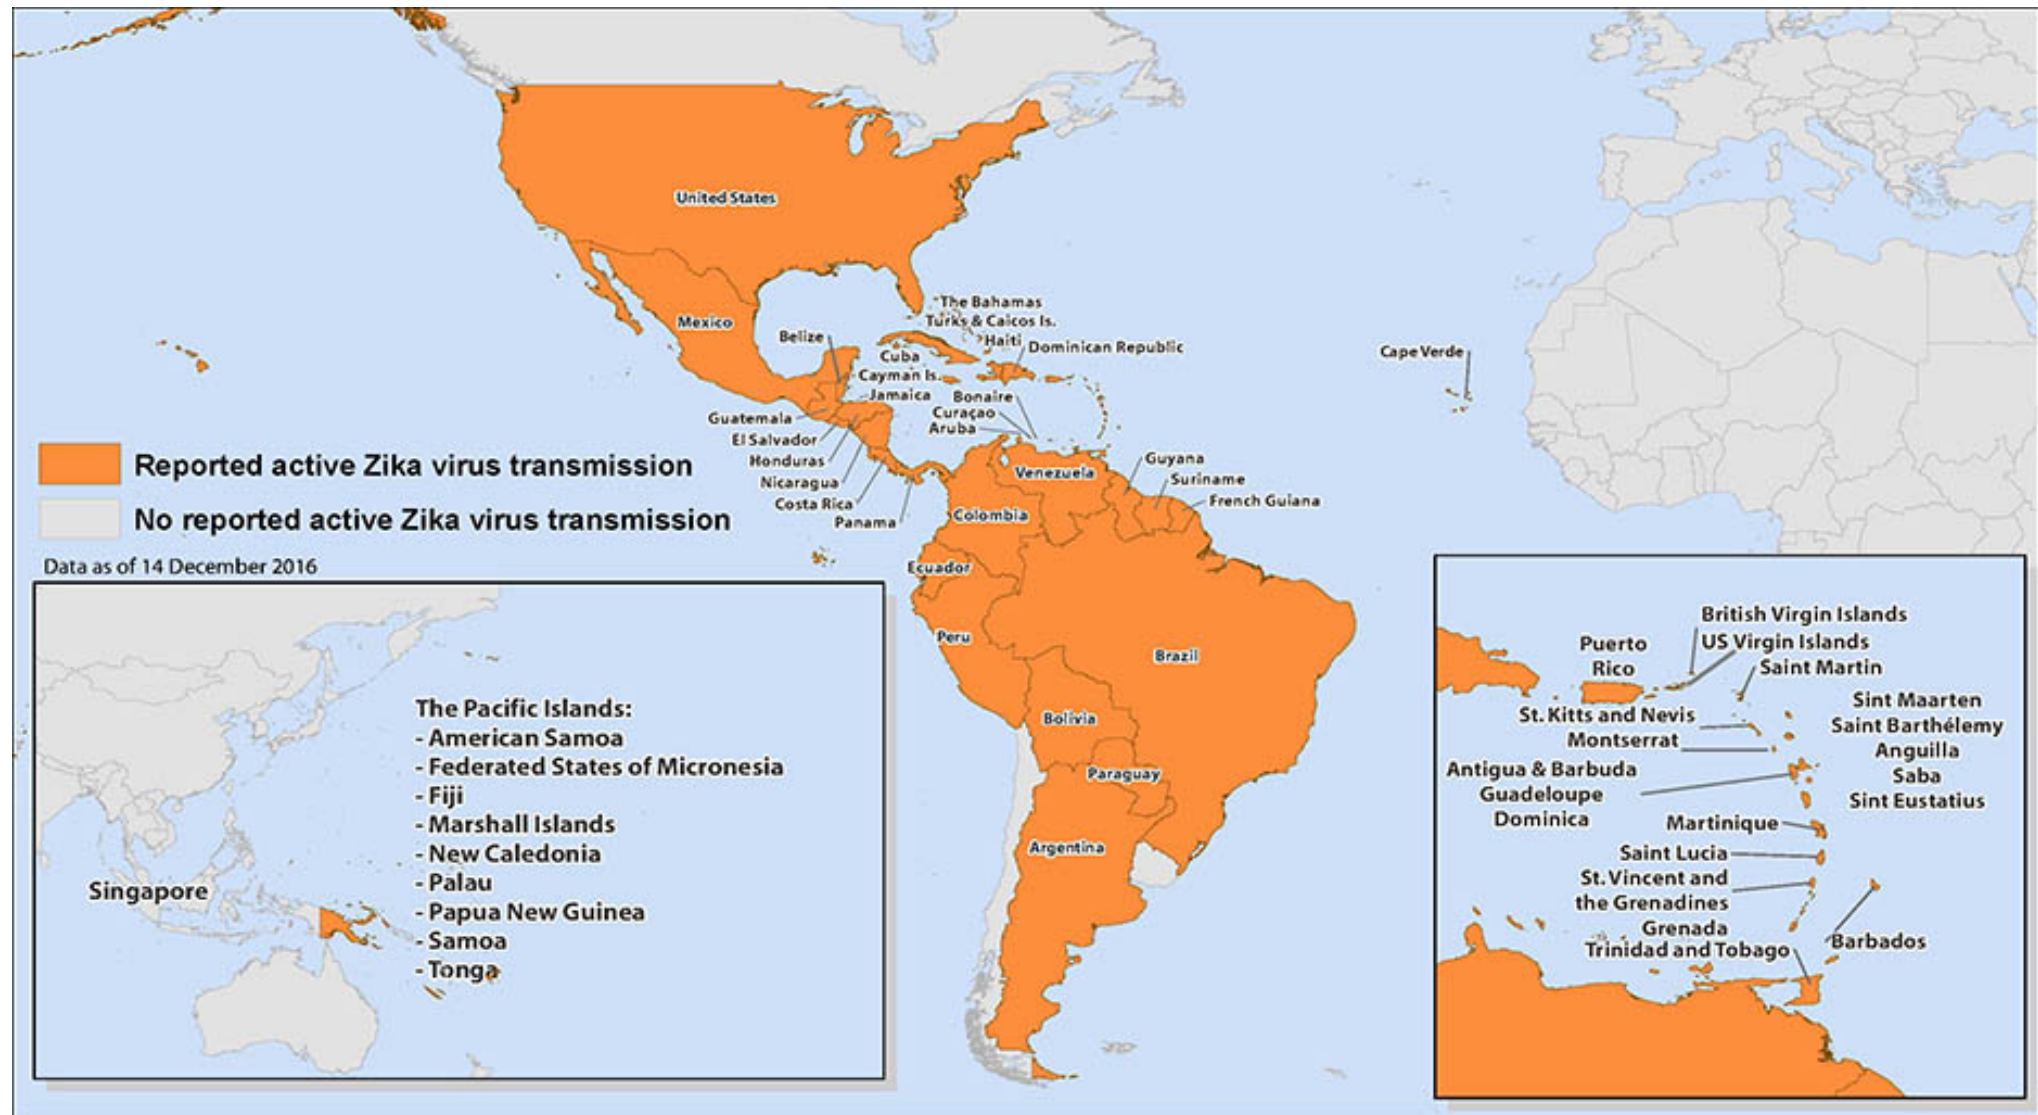 United States
Mexico
The Bahamas
Turks & Caicos Is.
Haiti
Dominican Republic
Belize
Cuba
Cayman Is.
Jamaica
Bonaire
Curaçao
Aruba
Guatemala
El Salvador
Honduras
Nicaragua
Costa Rica
Panama
Cape Verde
Venezuela
Guyana
Suriname
French Guiana
Colombia
Ecuador
Peru
Brazil
Bolivia
Paraguay
Argentina
Reported active Zika virus transmission
No reported active Zika virus transmission
Data as of 14 December 2016
The Pacific Islands:
- American Samoa
- Federated States of Micronesia
- Fiji
- Marshall Islands
- New Caledonia
- Palau
- Papua New Guinea
- Samoa
- Tonga
Singapore
British Virgin Islands
US Virgin Islands
Saint Martin
Puerto
Rico
St. Kitts and Nevis
Montserrat
Sint Maarten
Saint Barthélemy
Anguilla
Saba
Sint Eustatius
Antigua & Barbuda
Guadeloupe
Dominica
Martinique
Saint Lucia
St. Vincent and
the Grenadines
Grenada
Trinidad and Tobago
Barbados